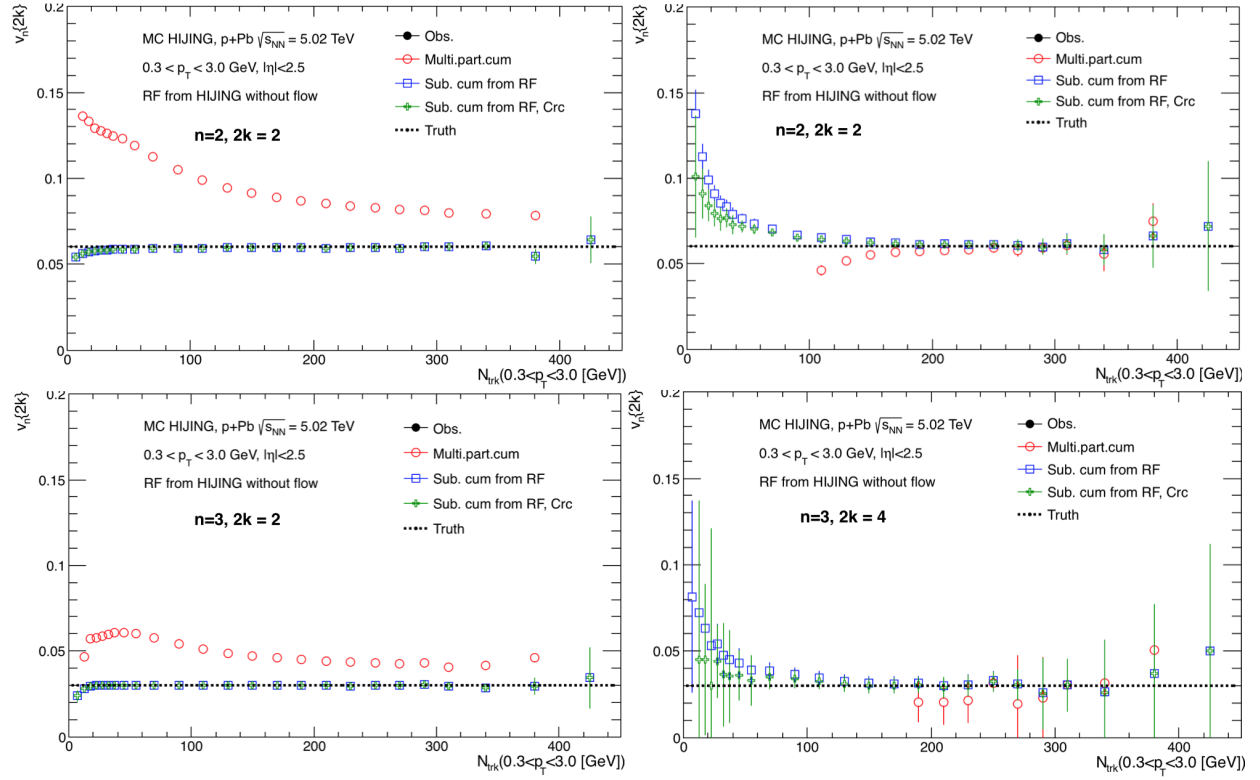 v_n{2k}
0.2
0.15
0.1
0.05
0
MC HIJING, p+Pb √s_NN = 5.02 TeV
0.3 < p_T < 3.0 GeV, |η|<2.5
RF from HIJING without flow
n=2, 2k = 2
Obs.
Multi.part.cum
Sub. cum from RF
Sub. cum from RF, Crc
Truth
0 100 200 300 400
N_trk(0.3<p_T<3.0 [GeV])
v_n{2k}
0.2
0.15
0.1
0.05
0
MC HIJING, p+Pb √s_NN = 5.02 TeV
0.3 < p_T < 3.0 GeV, |η|<2.5
RF from HIJING without flow
n=2, 2k = 2
Obs.
Multi.part.cum
Sub. cum from RF
Sub. cum from RF, Crc
Truth
0 100 200 300 400
N_trk(0.3<p_T<3.0 [GeV])
v_n{2k}
0.2
0.15
0.1
0.05
0
MC HIJING, p+Pb √s_NN = 5.02 TeV
0.3 < p_T < 3.0 GeV, |η|<2.5
RF from HIJING without flow
n=3, 2k = 2
Obs.
Multi.part.cum
Sub. cum from RF
Sub. cum from RF, Crc
Truth
0 100 200 300 400
N_trk(0.3<p_T<3.0 [GeV])
v_n{2k}
0.2
0.15
0.1
0.05
0
MC HIJING, p+Pb √s_NN = 5.02 TeV
0.3 < p_T < 3.0 GeV, |η|<2.5
RF from HIJING without flow
n=3, 2k = 4
Obs.
Multi.part.cum
Sub. cum from RF
Sub. cum from RF, Crc
Truth
0 100 200 300 400
N_trk(0.3<p_T<3.0 [GeV])